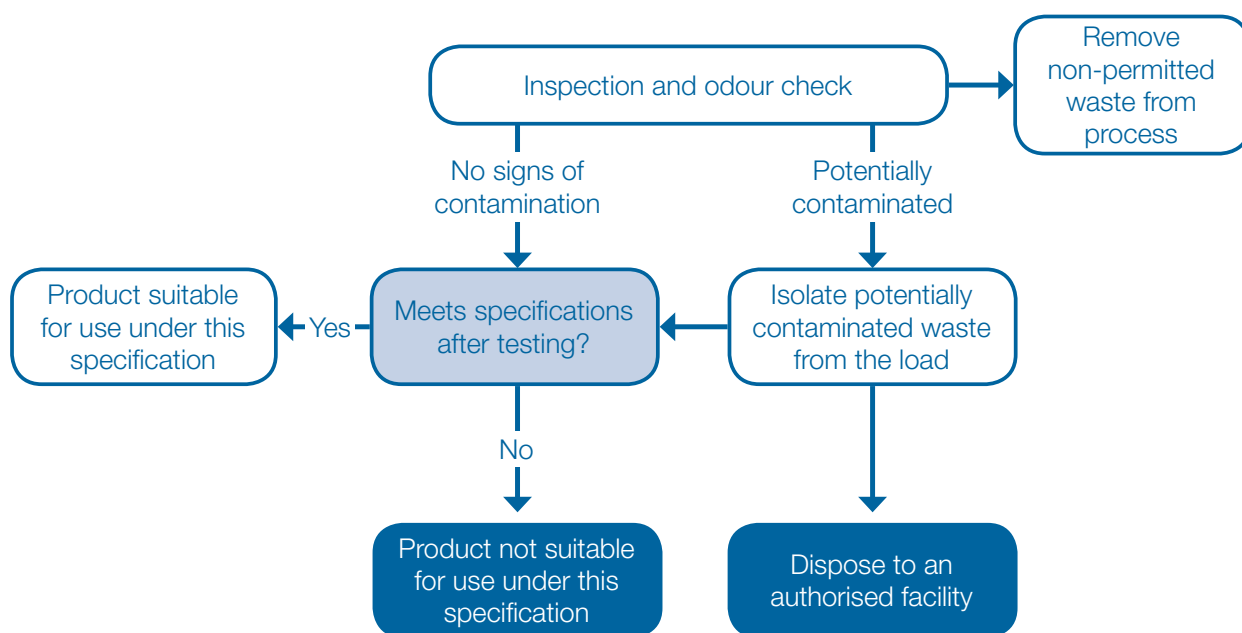 Inspection and odour check
Remove
non-permitted
waste from
process
No signs of
contamination
Potentially
contaminated
Product suitable
for use under this
specification
Yes
Meets specifications
after testing?
Isolate potentially
contaminated waste
from the load
No
Product not suitable
for use under this
specification
Dispose to an
authorised facility